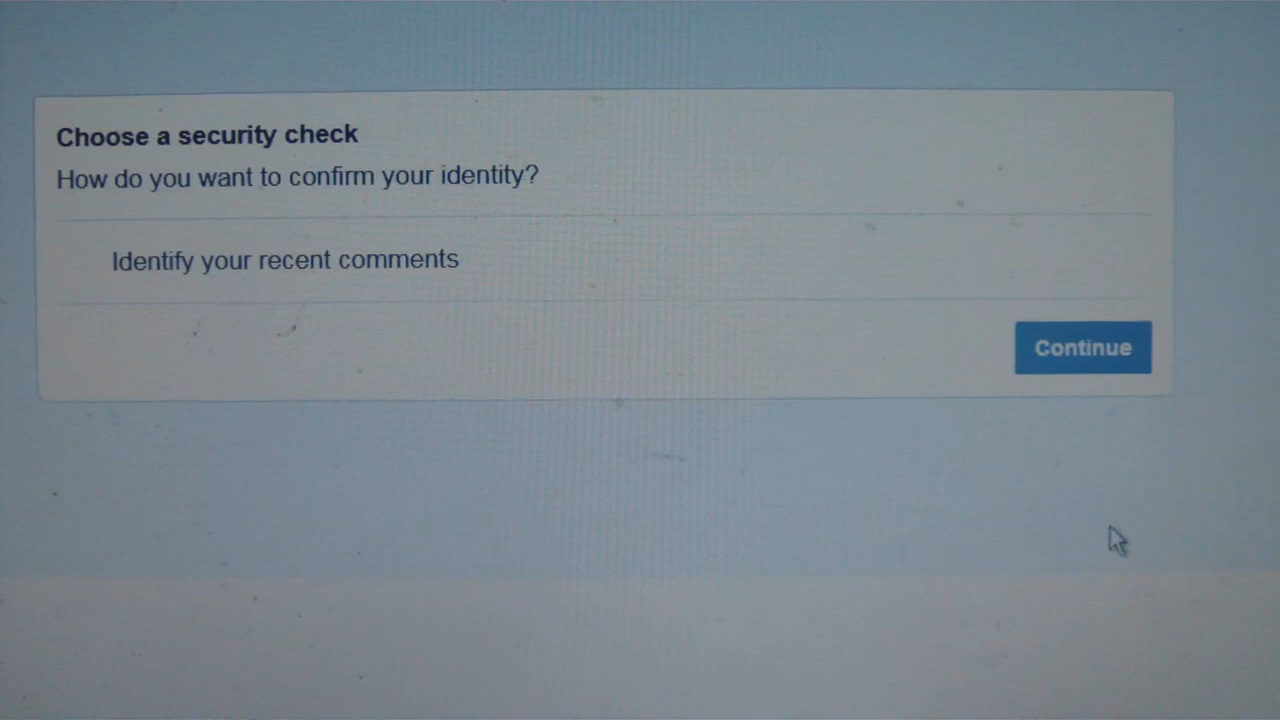 Choose a security check
How do you want to confirm your identity?
Identify your recent comments
Continue